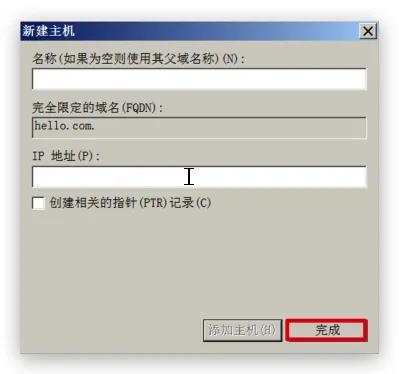 新建主机
名称(如果为空则使用其父域名称)(N):
完全限定的域名(FQDN):
hello.com.
IP 地址(P):
创建相关的指针(PTR)记录(C)
添加主机(H) 完成